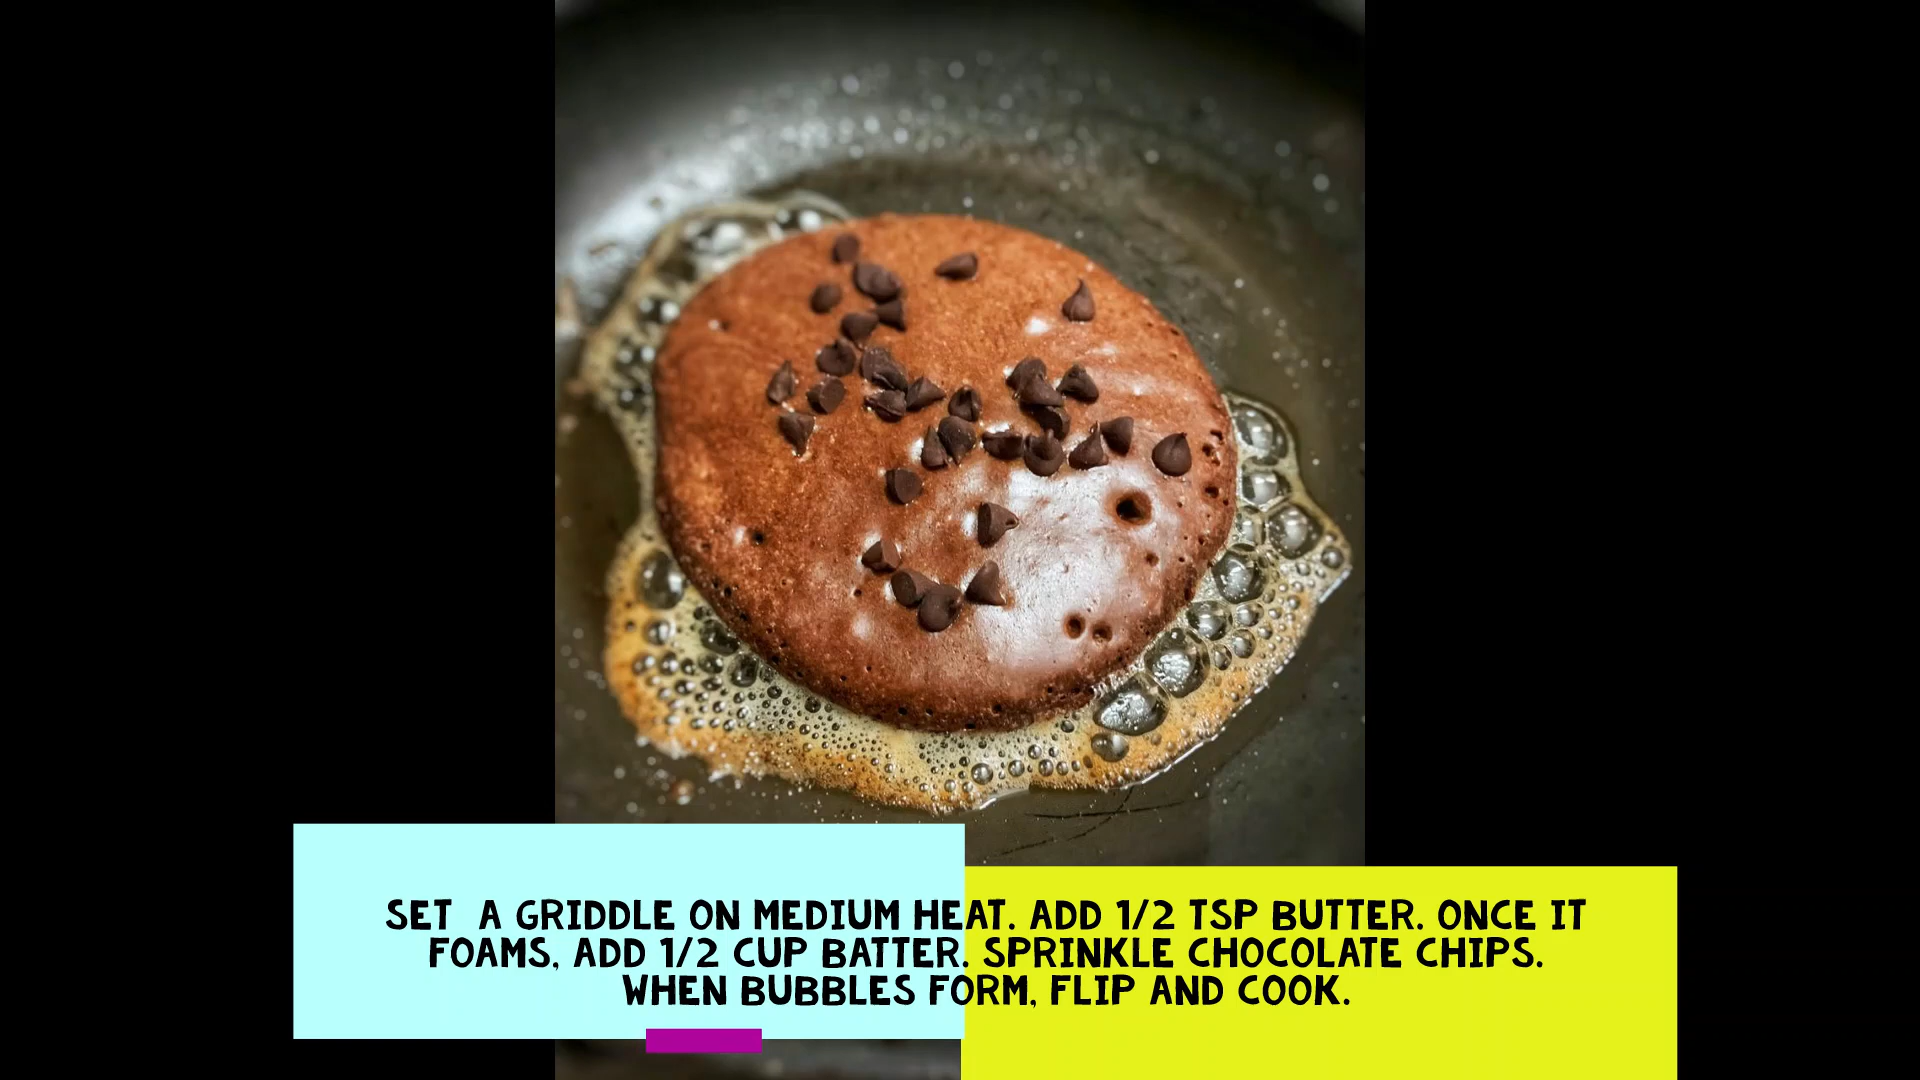 SET  A GRIDDLE ON MEDIUM HEAT. ADD 1/2 TSP BUTTER. ONCE IT
FOAMS, ADD 1/2 CUP BATTER. SPRINKLE CHOCOLATE CHIPS.
WHEN BUBBLES FORM, FLIP AND COOK.